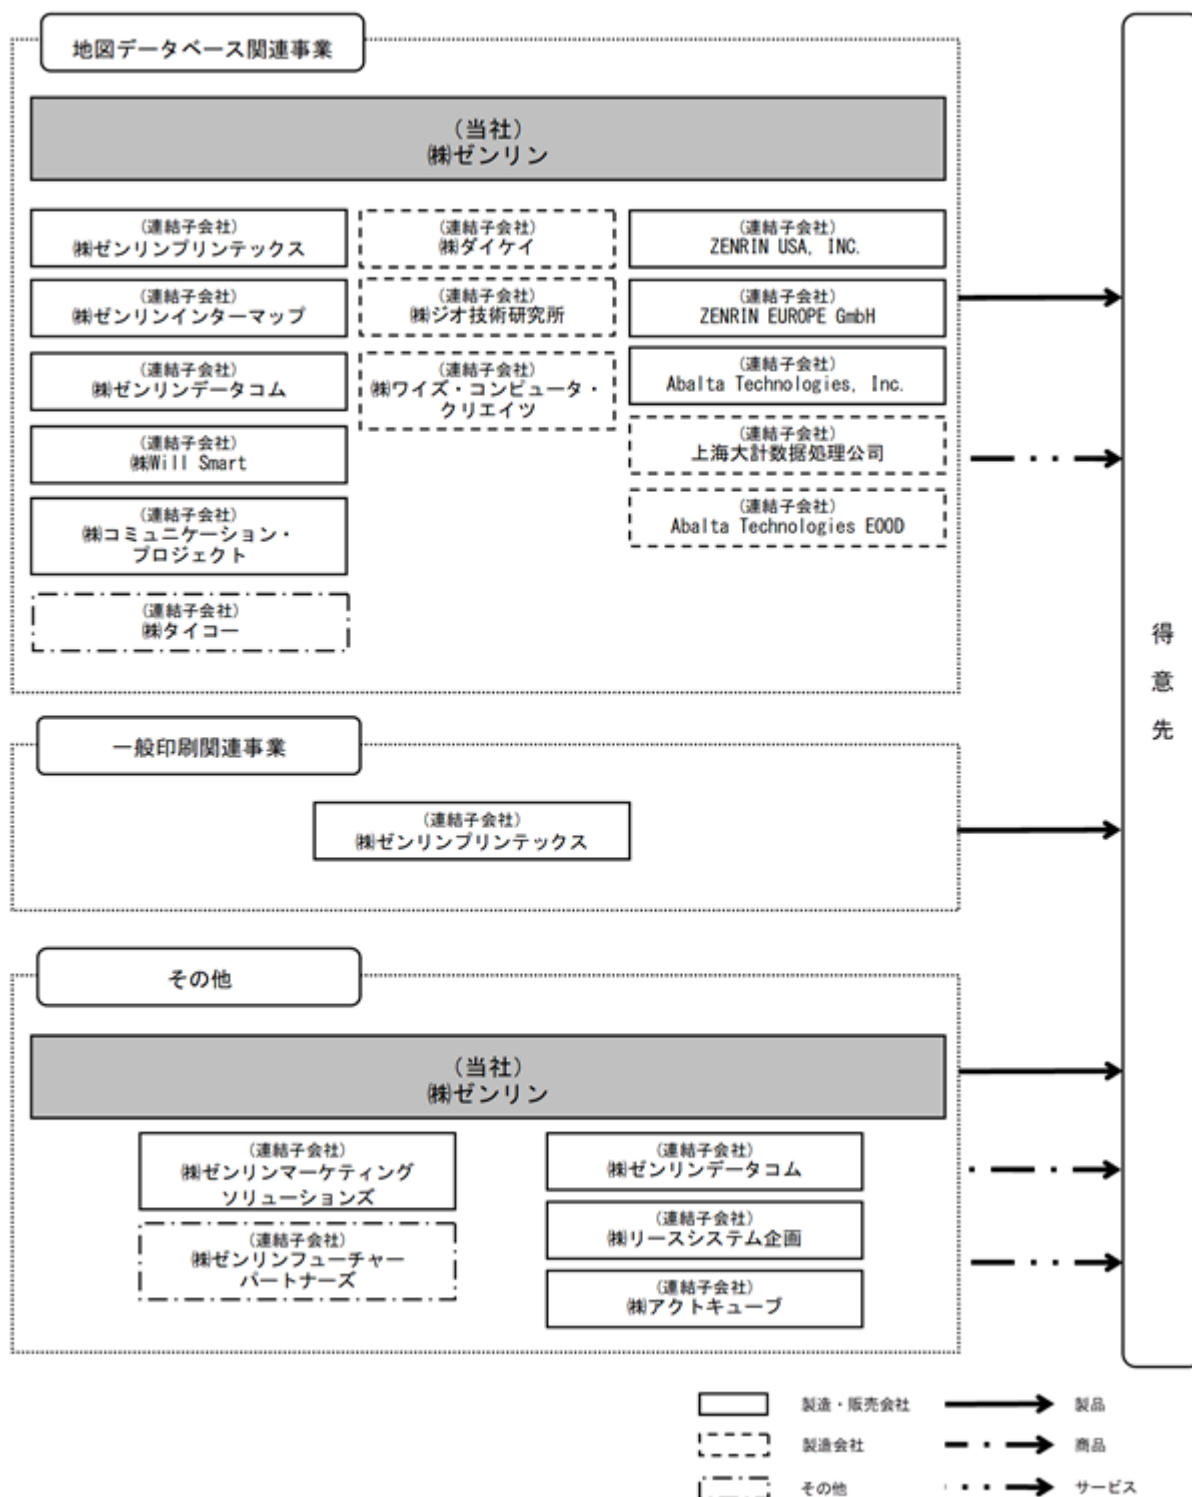 地図データベース関連事業
(当社)
㈱ゼンリン
(連結子会社)
㈱ゼンリンプリンテックス
(連結子会社)
㈱ゼンリンインターマップ
(連結子会社)
㈱ゼンリンデータコム
(連結子会社)
㈱Will Smart
(連結子会社)
㈱コミュニケーション・
プロジェクト
(連結子会社)
㈱タイコー
(連結子会社)
㈱ダイケイ
(連結子会社)
㈱ジオ技術研究所
(連結子会社)
㈱ワイズ・コンピュータ・
クリエイツ
(連結子会社)
ZENRIN USA, INC.
(連結子会社)
ZENRIN EUROPE GmbH
(連結子会社)
Abalta Technologies, Inc.
(連結子会社)
上海大計数据処理公司
(連結子会社)
Abalta Technologies EOOD
得意先
一般印刷関連事業
(連結子会社)
㈱ゼンリンプリンテックス
その他
(当社)
㈱ゼンリン
(連結子会社)
㈱ゼンリンマーケティング
ソリューションズ
(連結子会社)
㈱ゼンリンフューチャー
パートナーズ
(連結子会社)
㈱ゼンリンデータコム
(連結子会社)
㈱リースシステム企画
(連結子会社)
㈱アクトキューブ
製造・販売会社 製品
製造会社 商品
その他 サービス